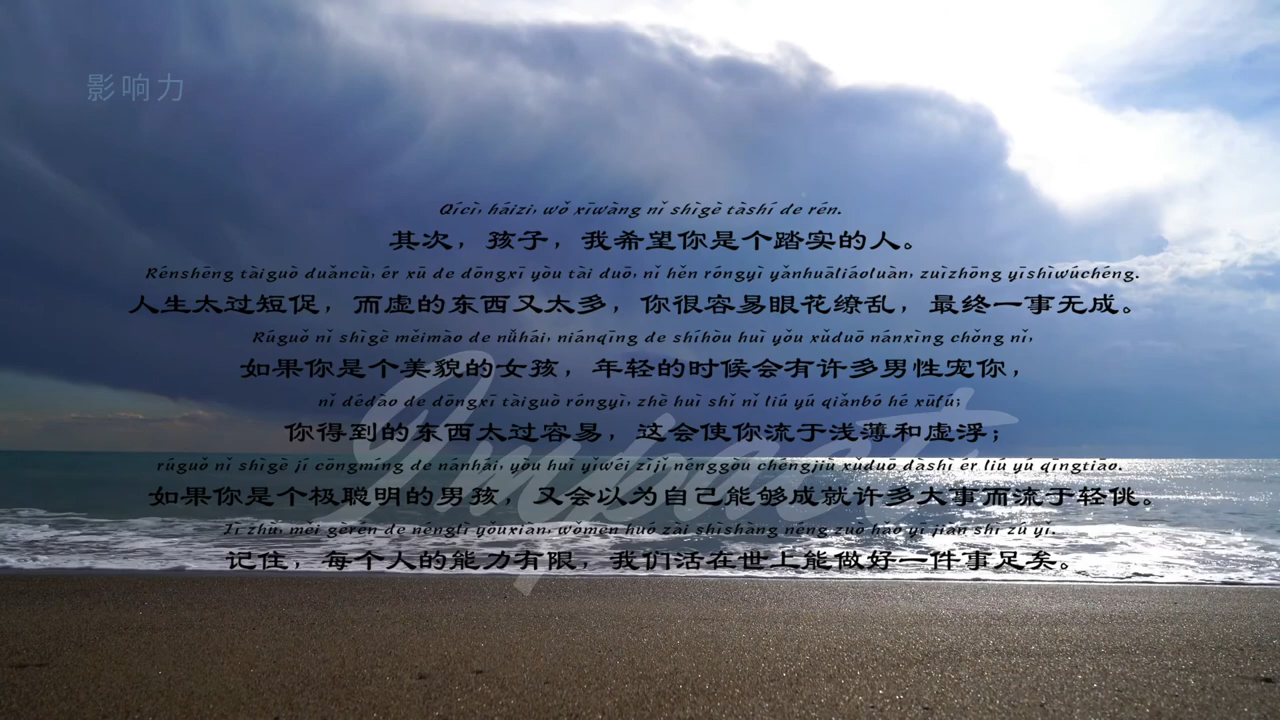 影响力
Qícì, háizi, wǒ xīwàng nǐ shìgè tàshí de rén.
其次，孩子，我希望你是个踏实的人。
Rénshēng tàiguò duǎncù, ér xū de dōngxī yòu tài duō, nǐ hěn róngyì yǎnhuāliáoluàn, zuìzhōng yīshìwúchéng.
人生太过短促，而虚的东西又太多，你很容易眼花缭乱，最终一事无成。
Rúguǒ nǐ shìgè měimào de nǚhái, niánqīng de shíhòu huì yǒu xǔduō nánxìng chǒng nǐ,
如果你是个美貌的女孩，年轻的时候会有许多男性宠你，
nǐ dédào de dōngxī tàiguò róngyì, zhè huì shǐ nǐ liú yú qiǎnbó hé xūfú;
你得到的东西太过容易，这会使你流于浅薄和虚浮；
rúguǒ nǐ shìgè jí cōngmíng de nánhái, yòu huì yǐwéi zìjǐ nénggòu chéngjiù xǔduō dàshì ér liú yú qīngtiāo.
如果你是个极聪明的男孩，又会以为自己能够成就许多大事而流于轻佻。
Jì zhù, měi gèrén de nénglì yǒuxiàn, wǒmen huó zài shìshàng néng zuò hǎo yī jiàn shì zú yǐ.
记住，每个人的能力有限，我们活在世上能做好一件事足矣。
Impact